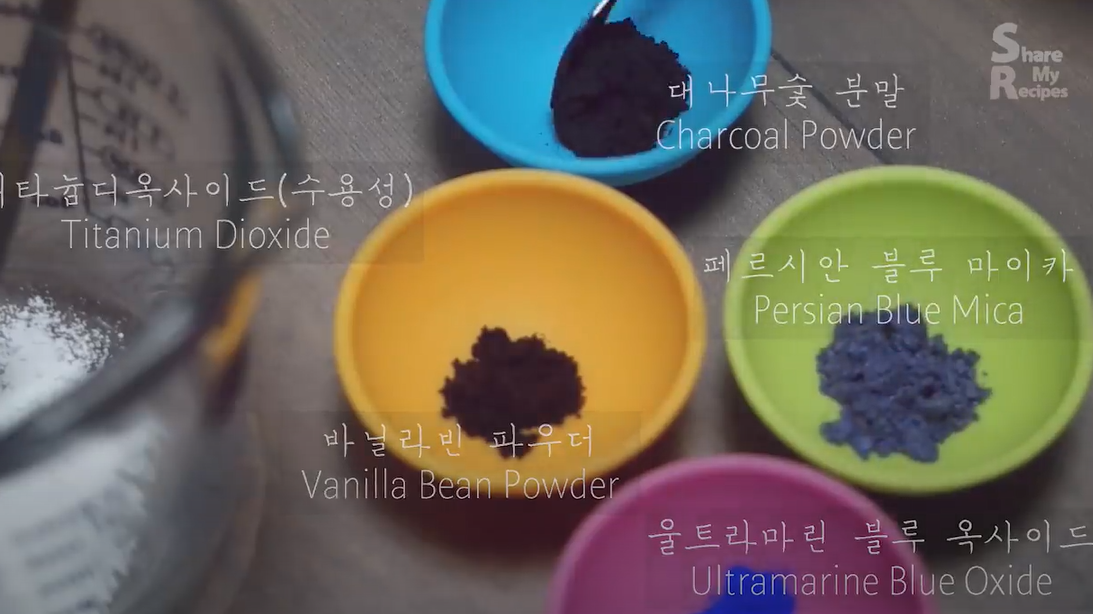 Share
My
Recipes
대나무숯 분말
Charcoal Powder
티타늄디옥사이드(수용성)
Titanium Dioxide
페르시안 블루 마이카
Persian Blue Mica
바닐라빈 파우더
Vanilla Bean Powder
울트라마린 블루 옥사이드
Ultramarine Blue Oxide